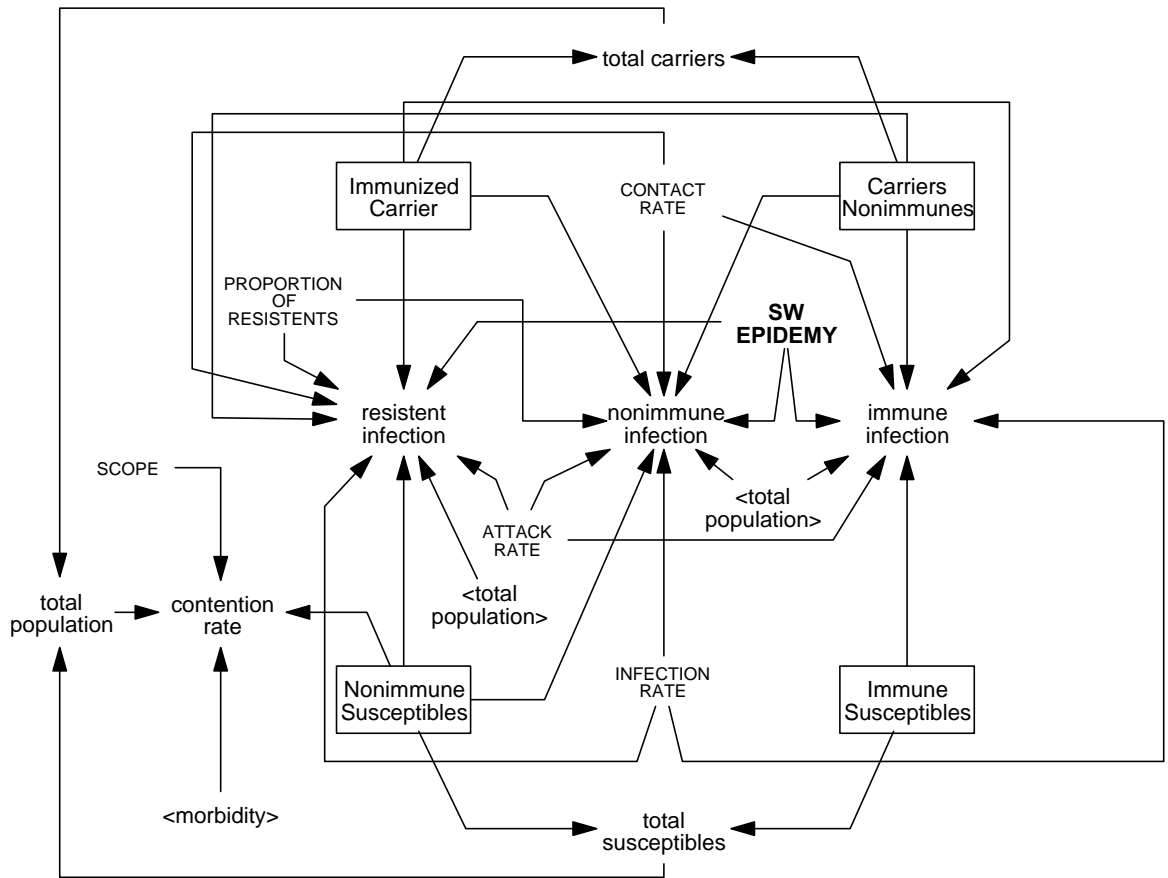 total carriers
Immunized
Carrier
CONTACT
RATE
Carriers
Nonimmunes
PROPORTION
OF
RESISTENTS
SW
EPIDEMY
resistent
infection
nonimmune
infection
immune
infection
SCOPE
<total
population>
ATTACK
RATE
total
population
contention
rate
<total
population>
Nonimmune
Susceptibles
INFECTION
RATE
Immune
Susceptibles
<morbidity>
total
susceptibles